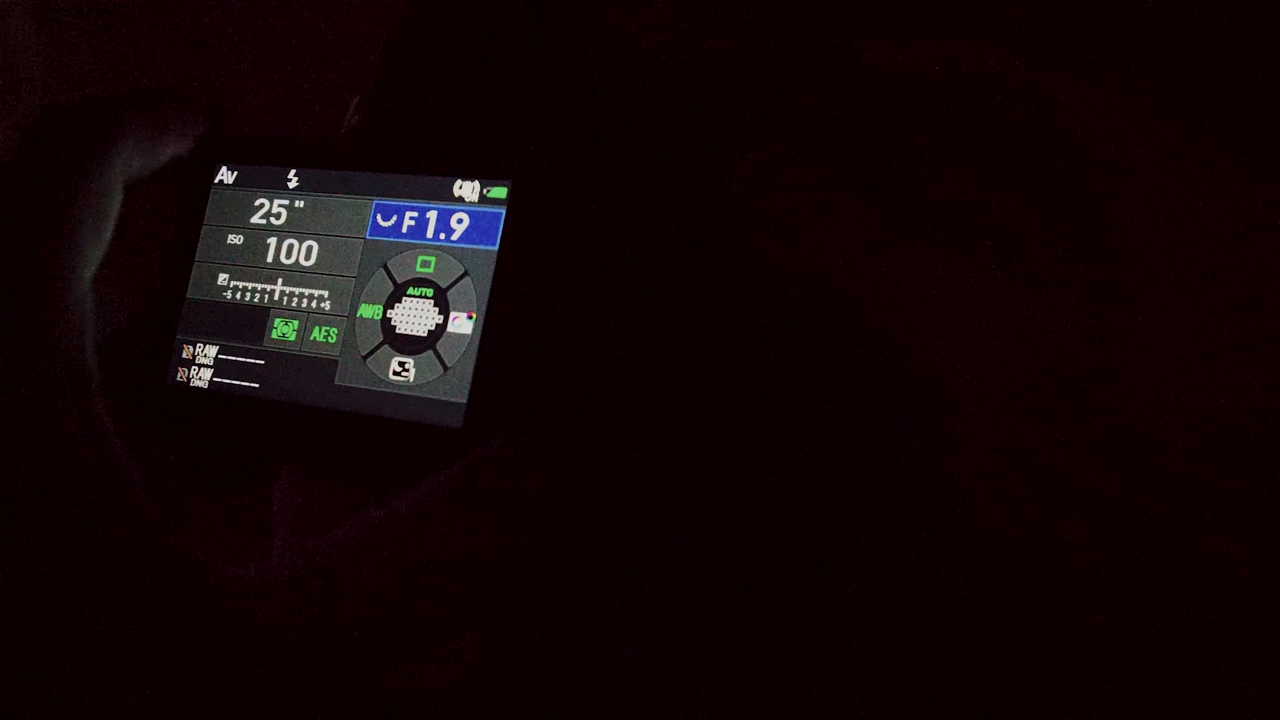 Av
25"
F1.9
ISO 100
-5 4 3 2 1 1 2 3 4 +5
AUTO
AWB
AF.S
RAW
DNG
RAW
DNG